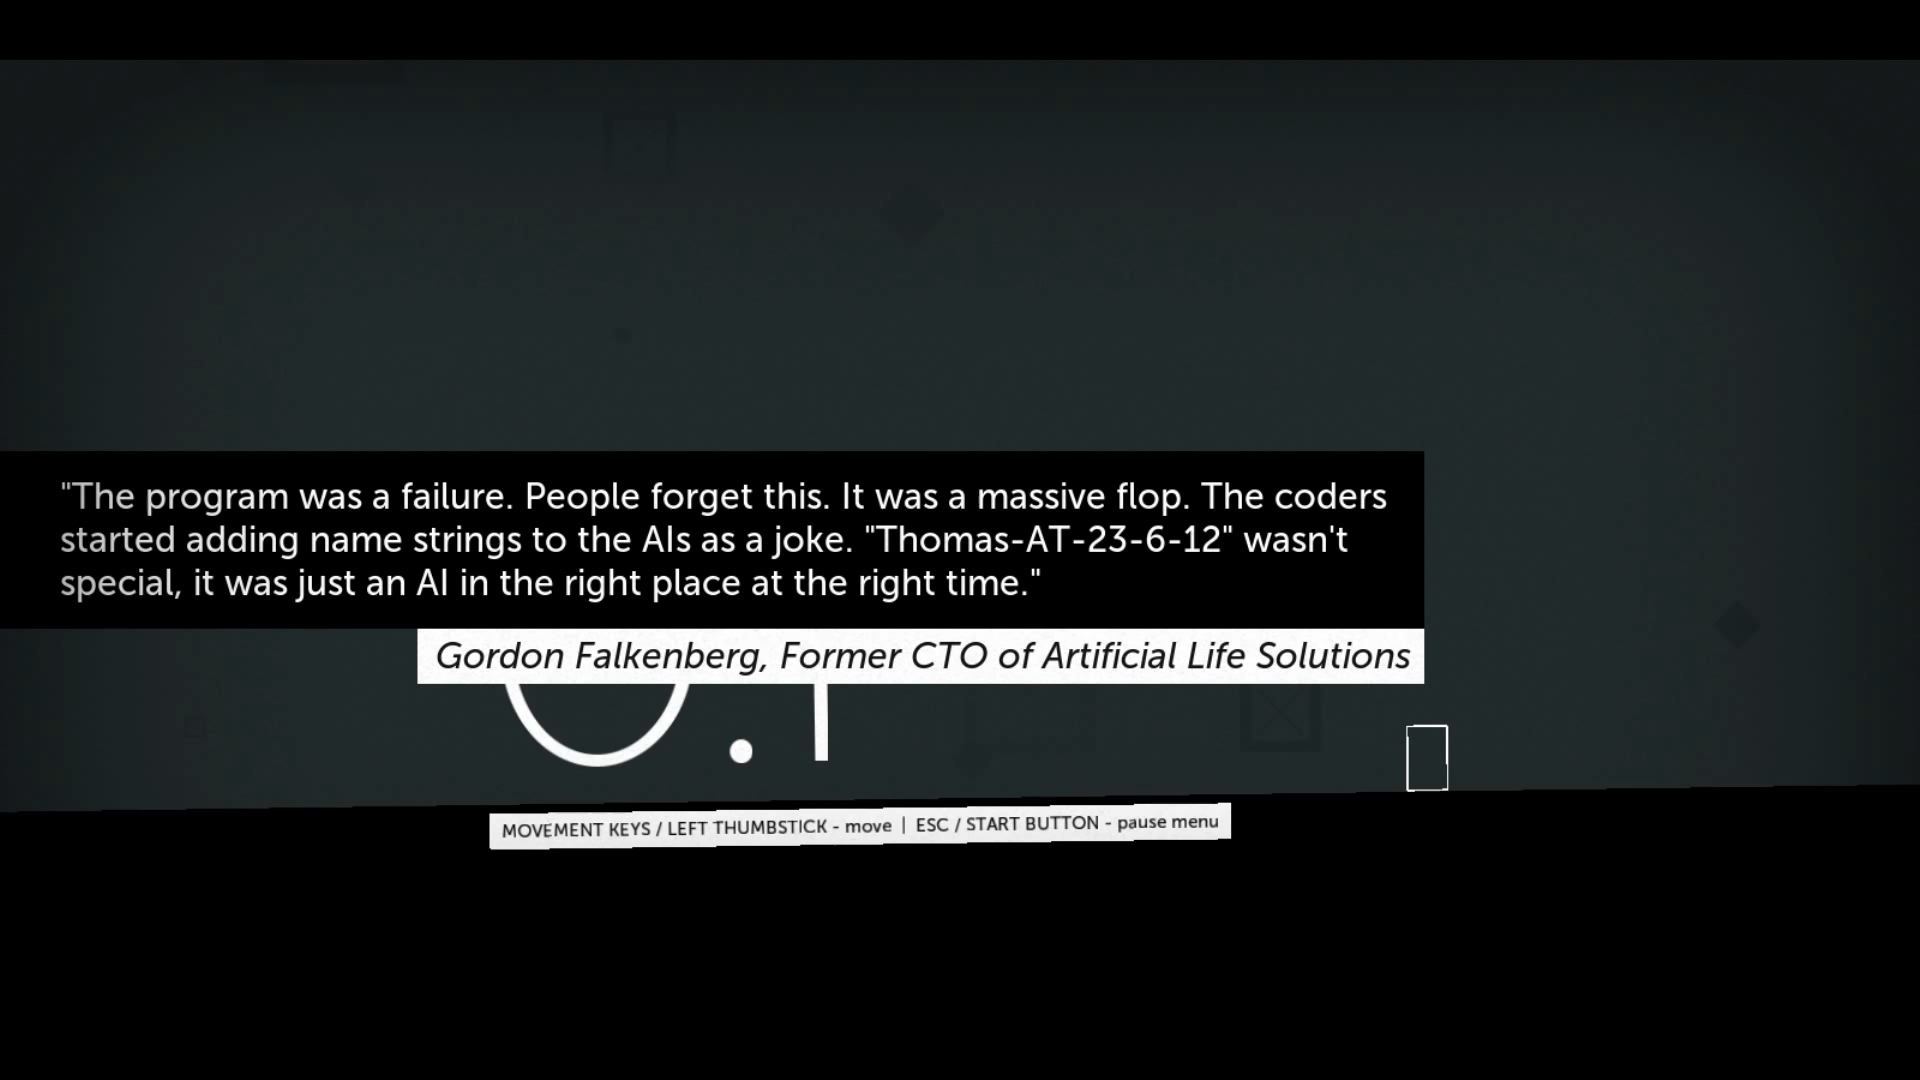 "The program was a failure. People forget this. It was a massive flop. The coders
started adding name strings to the AIs as a joke. "Thomas-AT-23-6-12" wasn't
special, it was just an AI in the right place at the right time."
Gordon Falkenberg, Former CTO of Artificial Life Solutions
0.1
MOVEMENT KEYS / LEFT THUMBSTICK - move | ESC / START BUTTON - pause menu